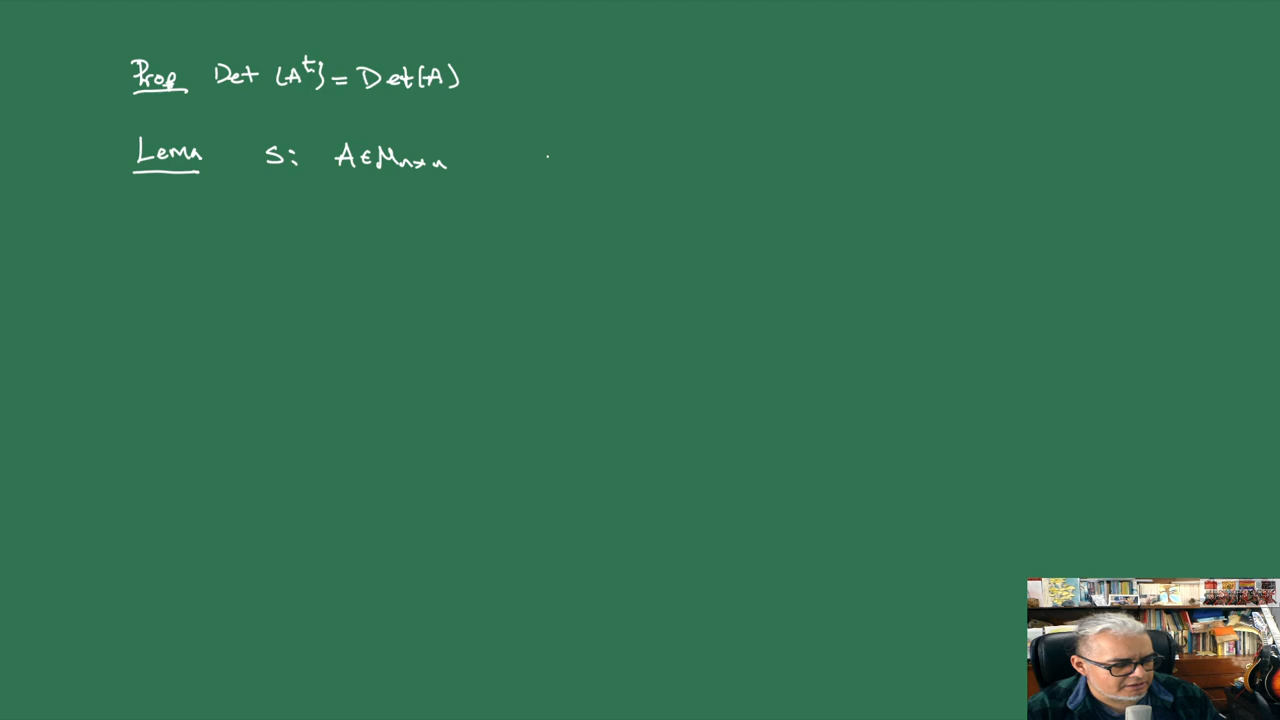 Prop Det (A^t) = Det(A)
Lema Si A ∈ M_{n×n}